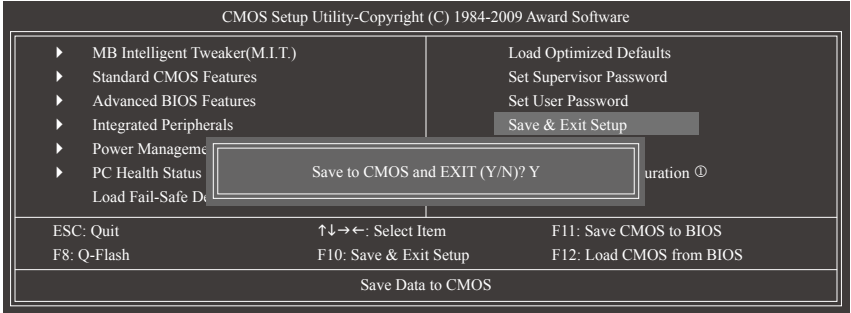 CMOS Setup Utility-Copyright (C) 1984-2009 Award Software
MB Intelligent Tweaker(M.I.T.)
Standard CMOS Features
Advanced BIOS Features
Integrated Peripherals
Power Manageme
PC Health Status
Load Fail-Safe De
Load Optimized Defaults
Set Supervisor Password
Set User Password
Save & Exit Setup
uration ①
Save to CMOS and EXIT (Y/N)? Y
ESC: Quit
↑↓→←: Select Item
F11: Save CMOS to BIOS
F8: Q-Flash
F10: Save & Exit Setup
F12: Load CMOS from BIOS
Save Data to CMOS